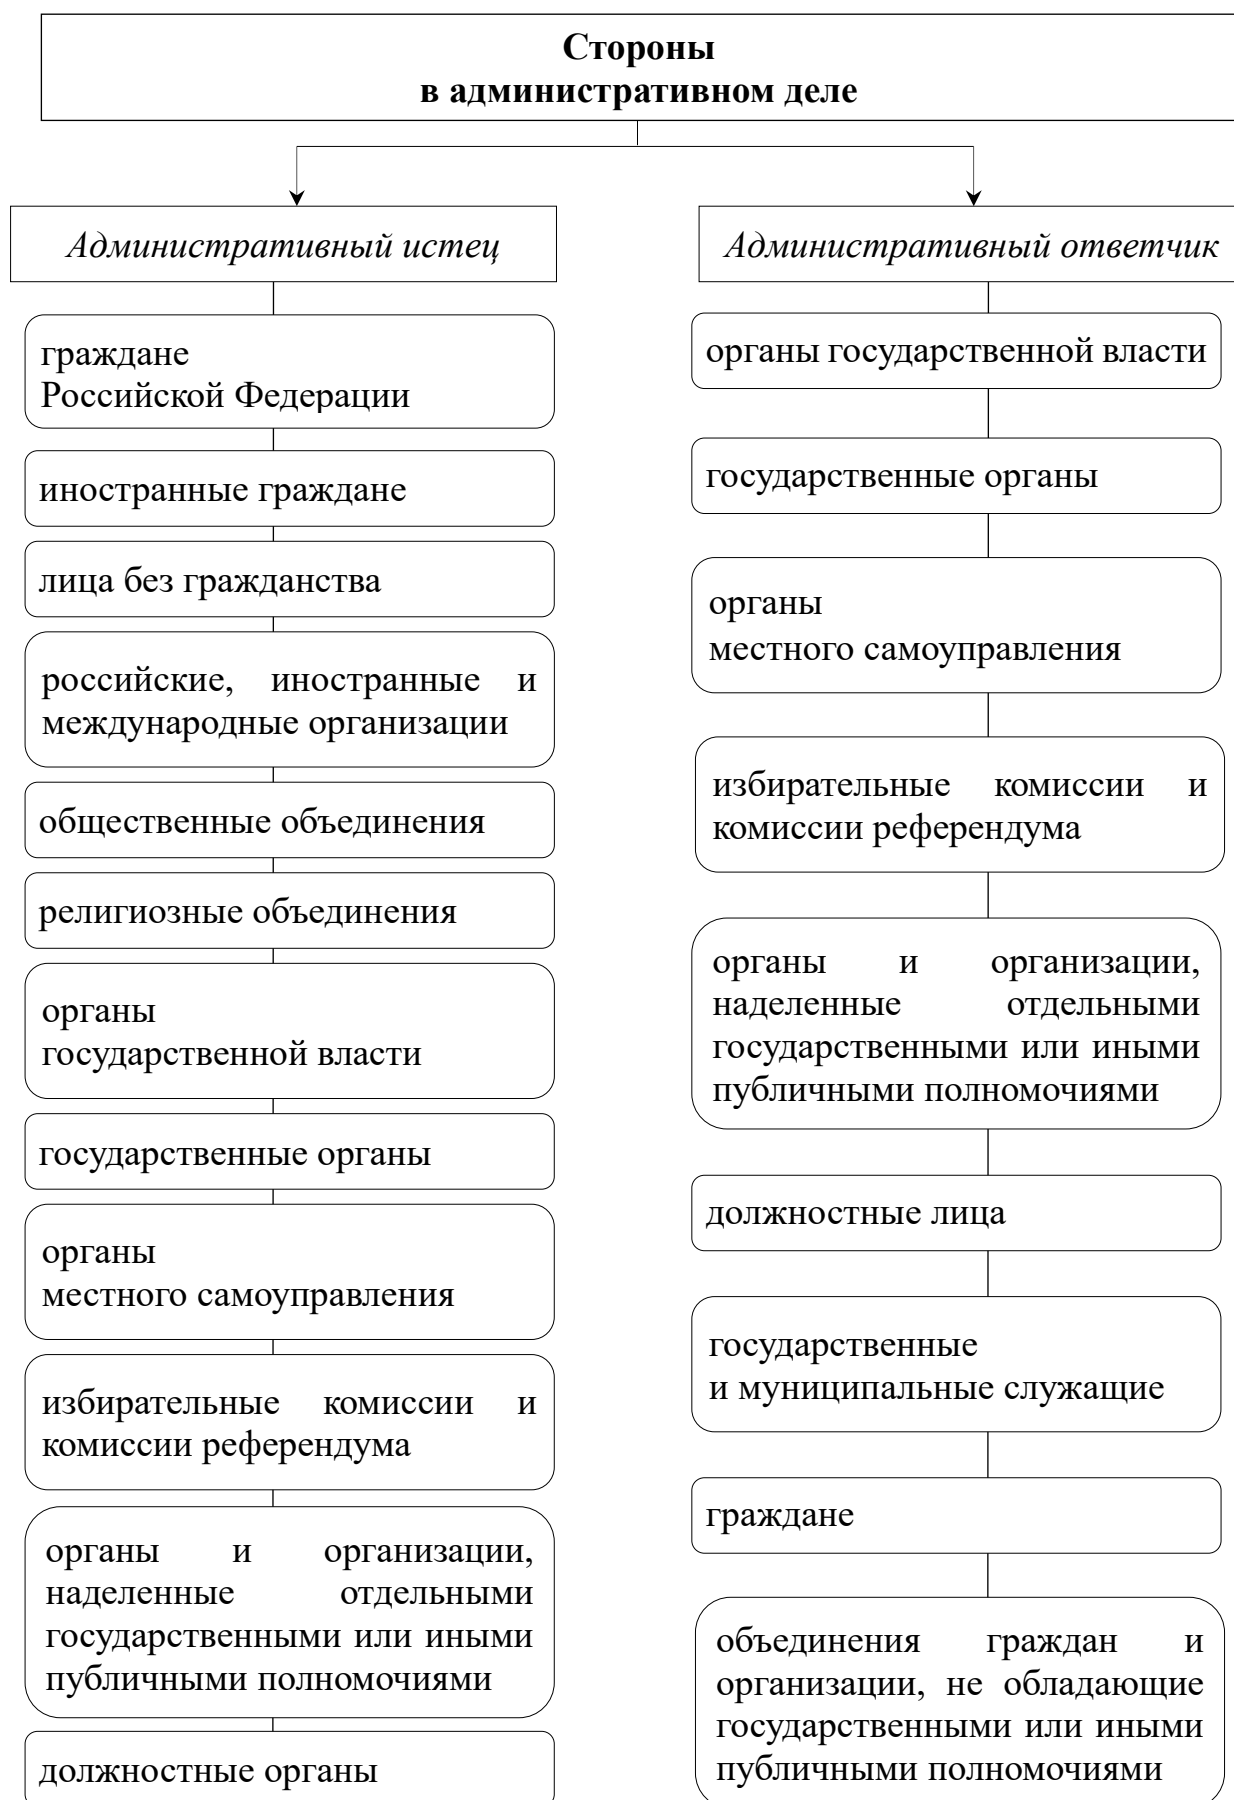 Стороны
в административном деле
Административный истец
граждане
Российской Федерации
иностранные граждане
лица без гражданства
российские, иностранные и
международные организации
общественные объединения
религиозные объединения
органы
государственной власти
государственные органы
органы
местного самоуправления
избирательные комиссии и
комиссии референдума
органы и организации,
наделенные отдельными
государственными или иными
публичными полномочиями
должностные органы
Административный ответчик
органы государственной власти
государственные органы
органы
местного самоуправления
избирательные комиссии и
комиссии референдума
органы и организации,
наделенные отдельными
государственными или иными
публичными полномочиями
должностные лица
государственные
и муниципальные служащие
граждане
объединения граждан и
организации, не обладающие
государственными или иными
публичными полномочиями